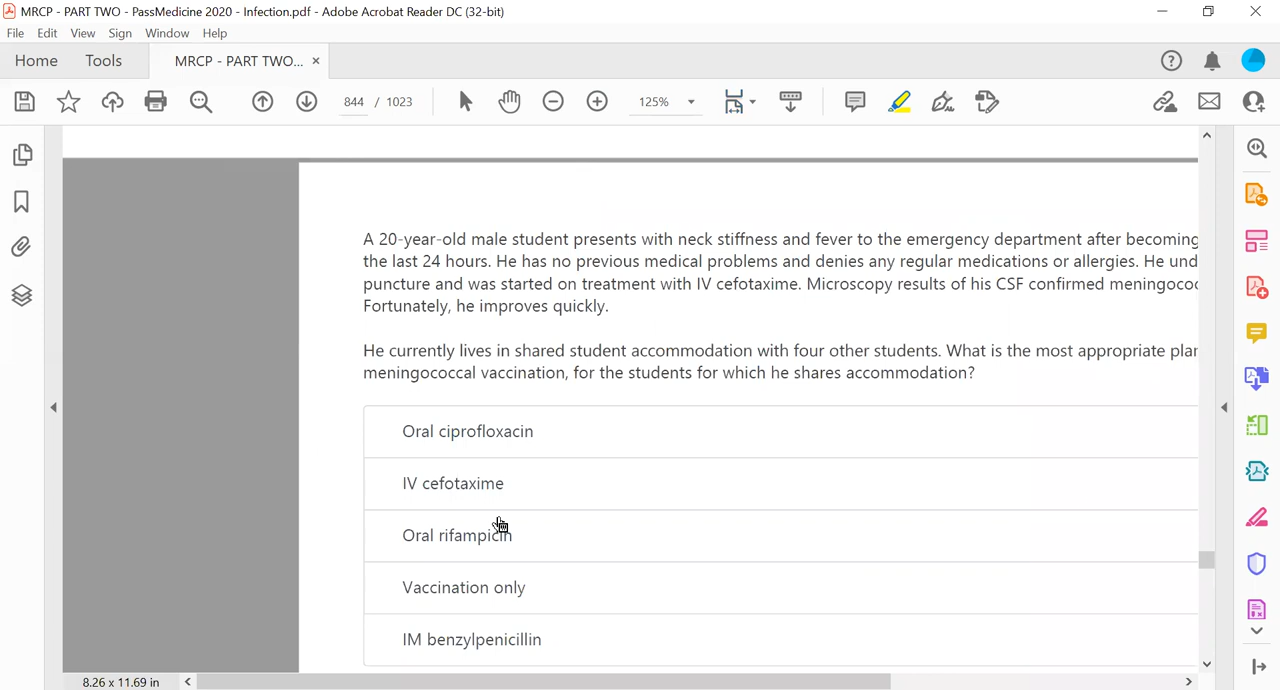 MRCP - PART TWO - PassMedicine 2020 - Infection.pdf - Adobe Acrobat Reader DC (32-bit)
File Edit View Sign Window Help
Home Tools MRCP - PART TWO... ×
844 / 1023 125%
A 20-year-old male student presents with neck stiffness and fever to the emergency department after becoming
the last 24 hours. He has no previous medical problems and denies any regular medications or allergies. He und
puncture and was started on treatment with IV cefotaxime. Microscopy results of his CSF confirmed meningococ
Fortunately, he improves quickly.
He currently lives in shared student accommodation with four other students. What is the most appropriate plan
meningococcal vaccination, for the students for which he shares accommodation?
Oral ciprofloxacin
IV cefotaxime
Oral rifampicin
Vaccination only
IM benzylpenicillin
8.26 x 11.69 in